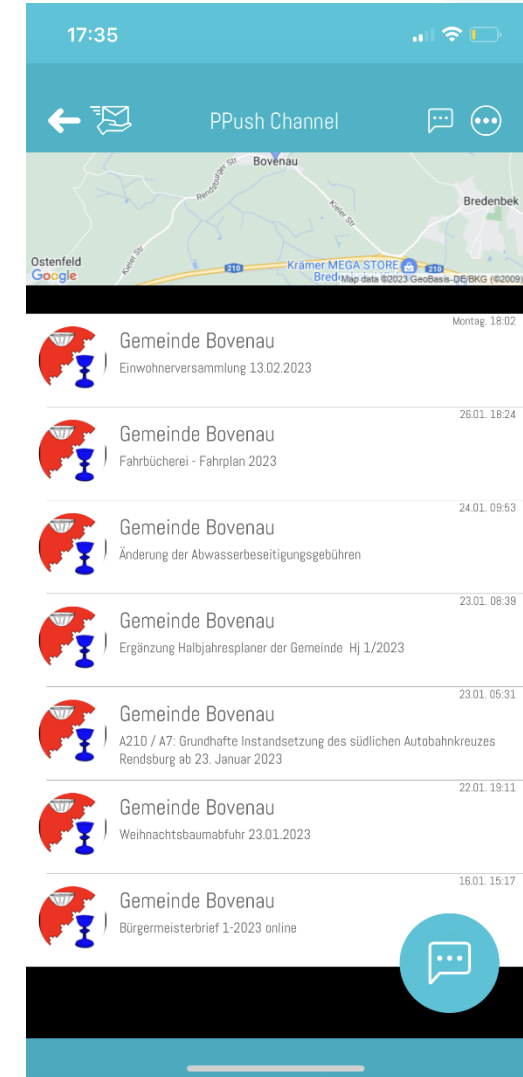 17:35
PPush Channel
Rendsburger Str.
Bovenau
Kieler Str.
Bredenbek
Ostenfeld
Kieler Str.
210
Krämer MEGA STORE
210
Google
Map data ©2023 GeoBasis-DE/BKG (©2009)
Montag. 18:02
Gemeinde Bovenau
Einwohnerversammlung 13.02.2023
26.01. 18:24
Gemeinde Bovenau
Fahrbücherei - Fahrplan 2023
24.01. 09:53
Gemeinde Bovenau
Änderung der Abwasserbeseitigungsgebühren
23.01. 08:39
Gemeinde Bovenau
Ergänzung Halbjahresplaner der Gemeinde Hj 1/2023
23.01. 05:31
Gemeinde Bovenau
A210 / A7: Grundhafte Instandsetzung des südlichen Autobahnkreuzes
Rendsburg ab 23. Januar 2023
22.01. 19:11
Gemeinde Bovenau
Weihnachtsbaumabfuhr 23.01.2023
16.01. 15:17
Gemeinde Bovenau
Bürgermeisterbrief 1-2023 online